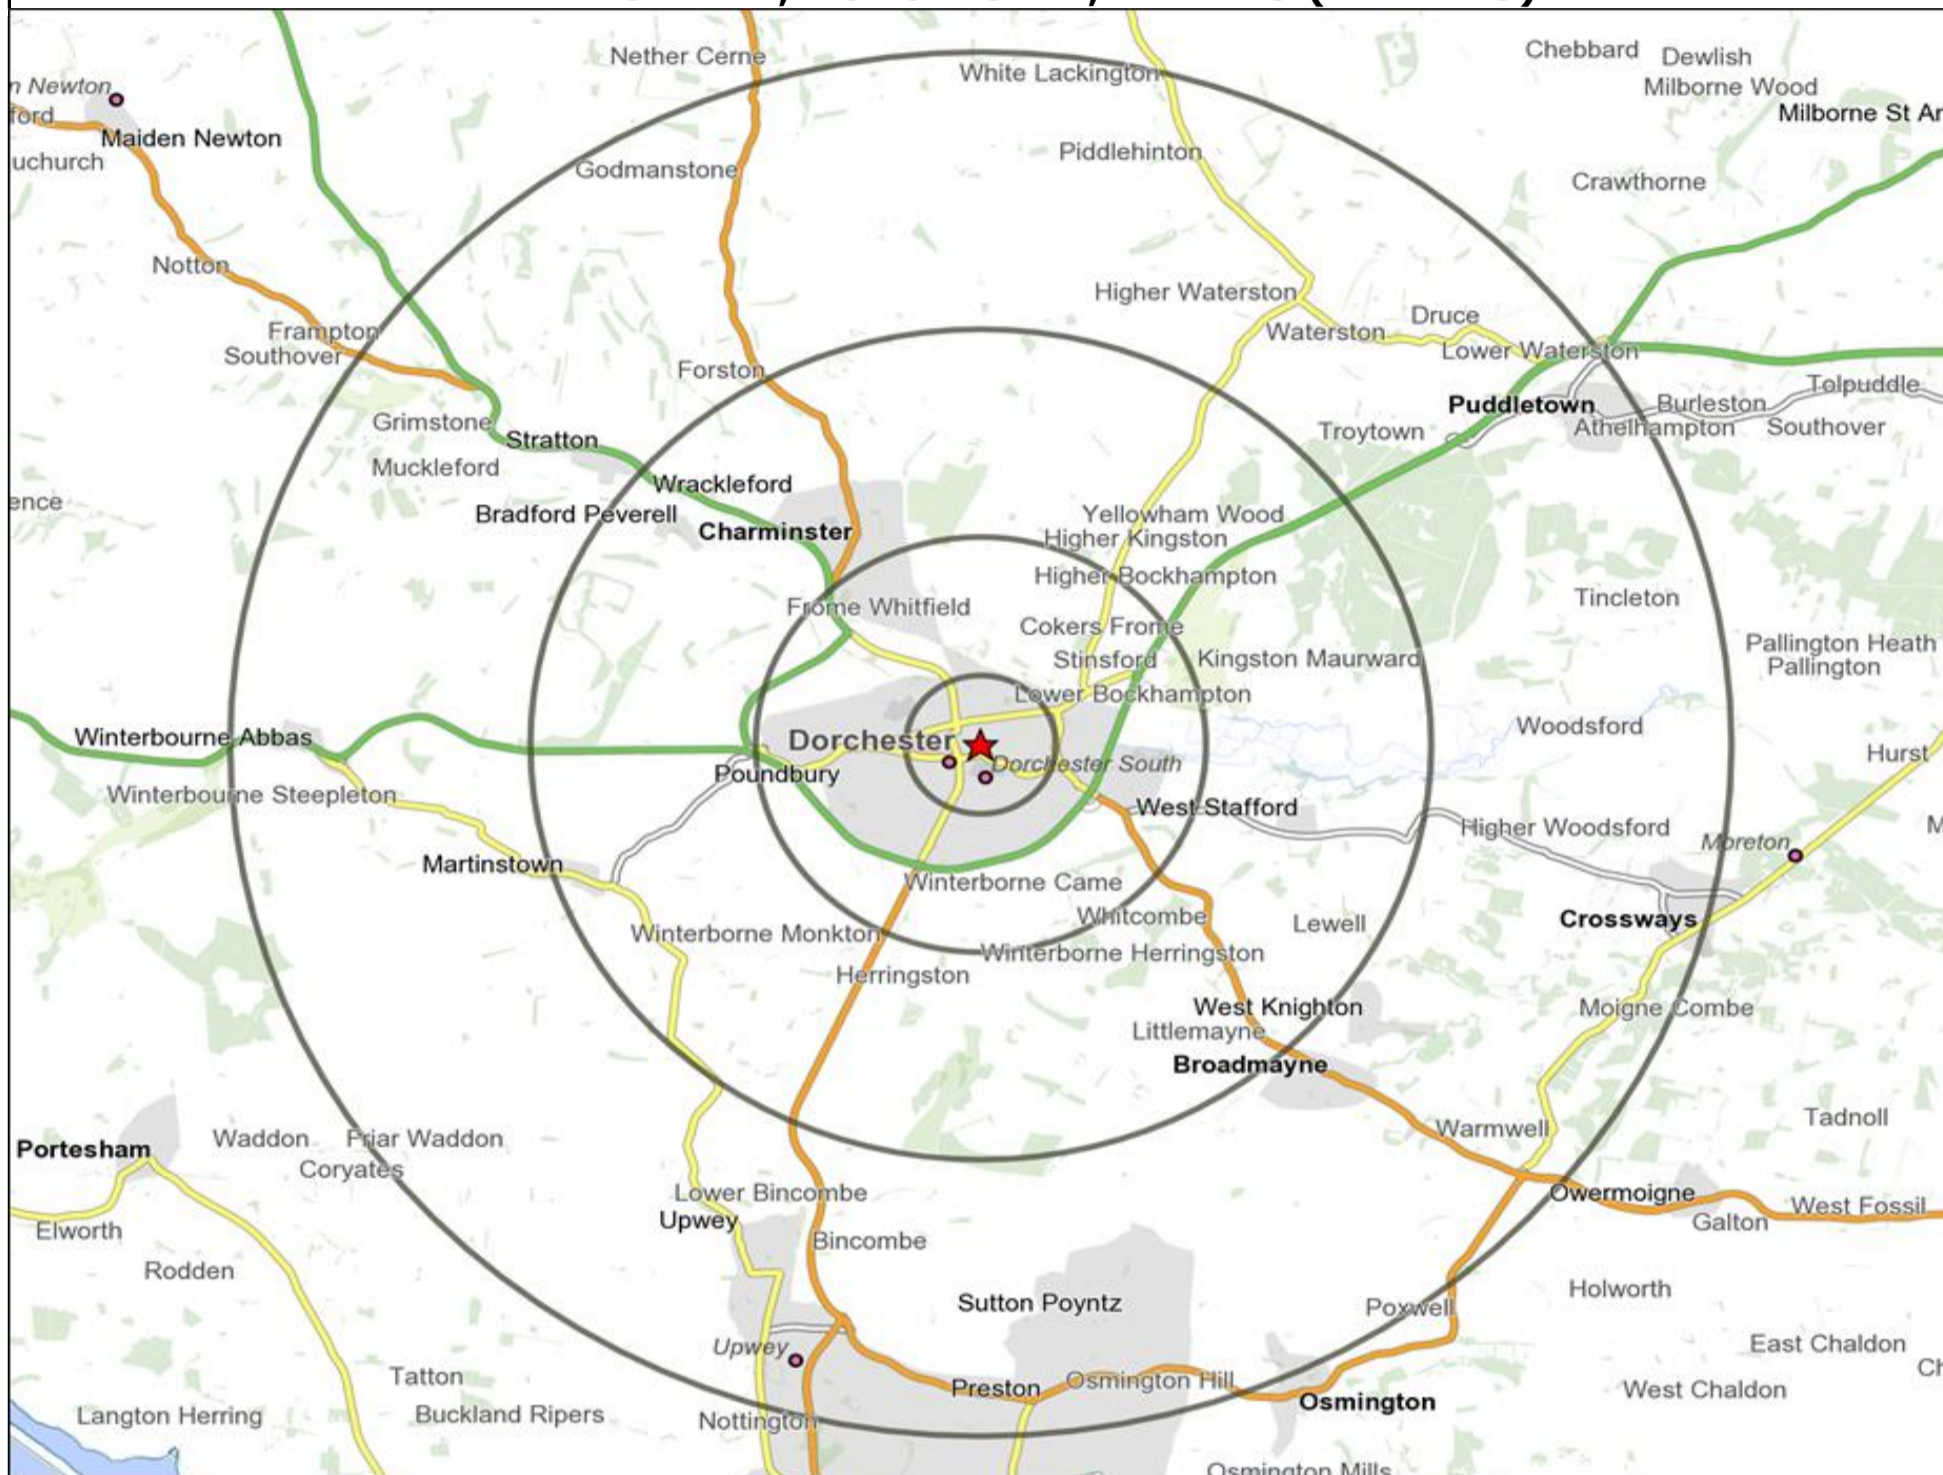 Nether Cerne
White Lackington
Chebbard
Dewlish
Milborne Wood
n Newton
ford
Milborne St Ar
Maiden Newton
Piddlehinton
uchurch
Godmanstone
Crawthorne
Notton
Higher Waterston
Druce
Frampton
Waterston
Southover
Lower Waterston
Forston
Tolpuddle
Puddletown
Burleston
Grimstone
Troytown
Athelhampton
Southover
Stratton
Muckleford
Wrackleford
ence
Bradford Peverell
Yellowham Wood
Charminster
Higher Kingston
Higher Bockhampton
Frome Whitfield
Tincleton
Cokers Frome
Pallington Heath
Stinsford
Kingston Maurward
Pallington
Lower Bockhampton
Woodsford
Winterbourne Abbas
Dorchester
Hurst
Dorchester South
Poundbury
Winterbourne Steepleton
West Stafford
Higher Woodsford
M
Moreton
Martinstown
Winterborne Came
Whitcombe
Lewell
Crossways
Winterborne Monkton
Winterborne Herringston
Herringston
West Knighton
Moigne Combe
Littlemayne
Broadmayne
Tadnoll
Warmwell
Waddon
Friar Waddon
Portesham
Coryates
Lower Bincombe
Owermoigne
West Fossil
Upwey
Galton
Elworth
Bincombe
Rodden
Holworth
Sutton Poyntz
Poxwell
Upwey
East Chaldon
Ch
Tatton
Preston
Osmington Hill
West Chaldon
Osmington
Langton Herring
Buckland Ripers
Nottington
Osmington Mills